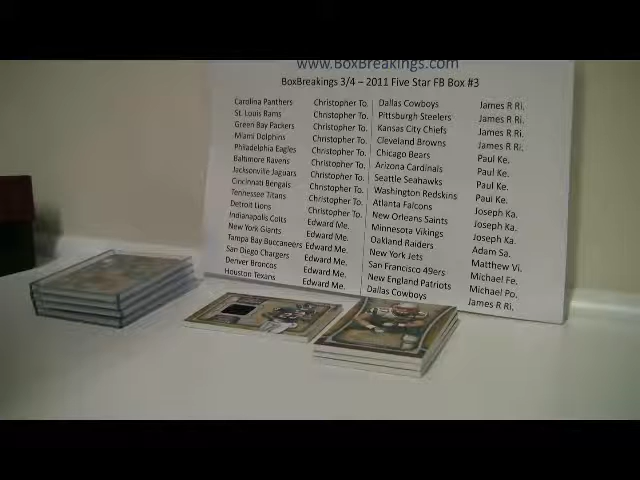 www.BoxBreakings.com
BoxBreakings 3/4 – 2011 Five Star FB Box #3
Carolina Panthers Christopher To. Dallas Cowboys James R Ri.
St. Louis Rams Christopher To. Pittsburgh Steelers James R Ri.
Green Bay Packers Christopher To. Kansas City Chiefs James R Ri.
Miami Dolphins Christopher To. Cleveland Browns James R Ri.
Philadelphia Eagles Christopher To. Chicago Bears Paul Ke.
Baltimore Ravens Christopher To. Arizona Cardinals Paul Ke.
Jacksonville Jaguars Christopher To. Seattle Seahawks Paul Ke.
Cincinnati Bengals Christopher To. Washington Redskins Paul Ke.
Tennessee Titans Christopher To. Atlanta Falcons Joseph Ka.
Detroit Lions Christopher To. New Orleans Saints Joseph Ka.
Indianapolis Colts Edward Me. Minnesota Vikings Joseph Ka.
New York Giants Edward Me. Oakland Raiders Adam Sa.
Tampa Bay Buccaneers Edward Me. New York Jets Matthew Vi.
San Diego Chargers Edward Me. San Francisco 49ers Michael Fe.
Denver Broncos Edward Me. New England Patriots Michael Po.
Houston Texans Edward Me. Dallas Cowboys James R Ri.